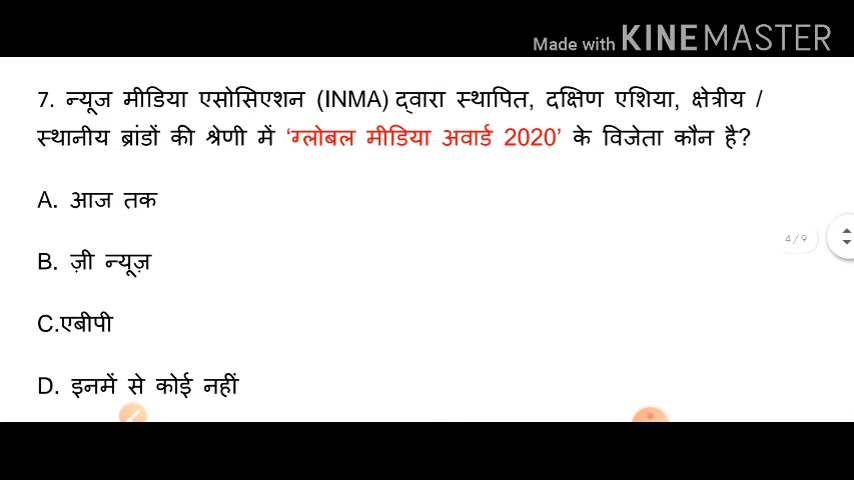 Made with KINEMASTER
7. न्यूज मीडिया एसोसिएशन (INMA) द्वारा स्थापित, दक्षिण एशिया, क्षेत्रीय /
स्थानीय ब्रांडों की श्रेणी में ‘ग्लोबल मीडिया अवार्ड 2020’ के विजेता कौन है?
A. आज तक
4/9
B. ज़ी न्यूज़
C.एबीपी
D. इनमें से कोई नहीं